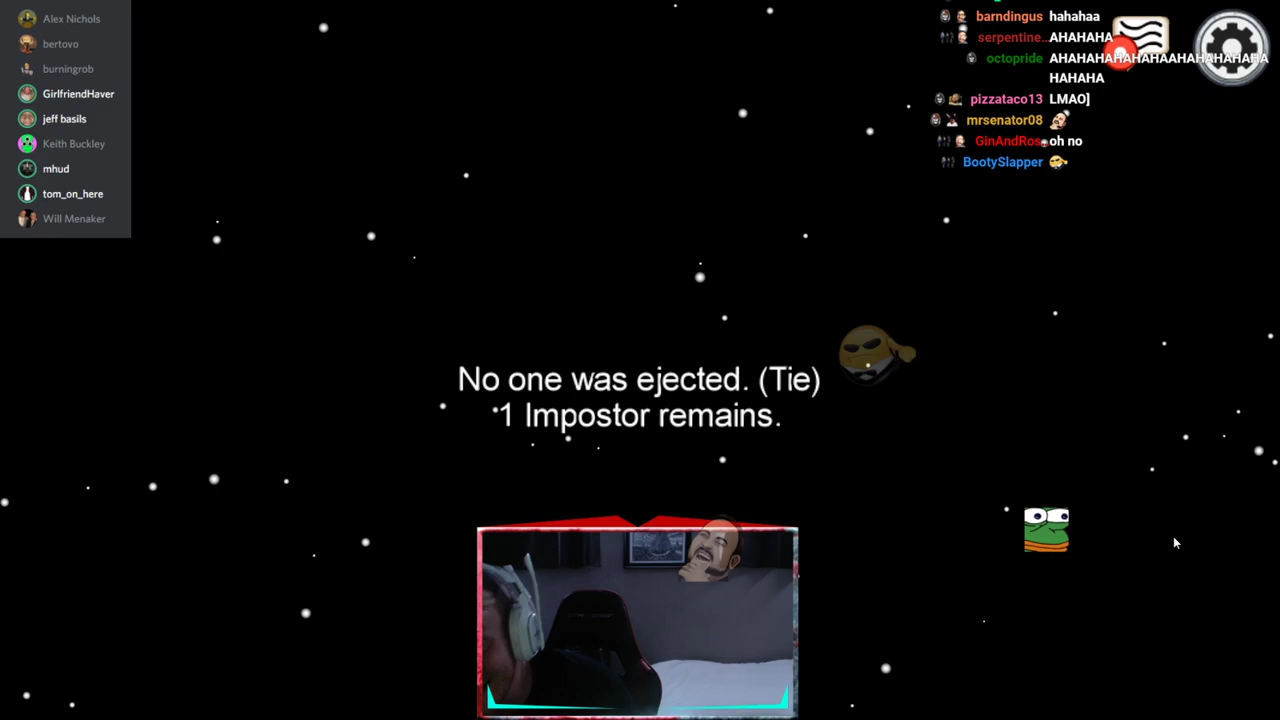 Alex Nichols
bertovo
burningrob
GirlfriendHaver
jeff basils
Keith Buckley
mhud
tom_on_here
Will Menaker
barndingus hahahaa
serpentine... AHAHAHA
octopride AHAHAHAHAHAHAAHAHAHAHAHA
HAHAHA
pizzataco13 LMAO]
mrsenator08
oh no
BootySlapper
No one was ejected. (Tie)
1 Impostor remains.